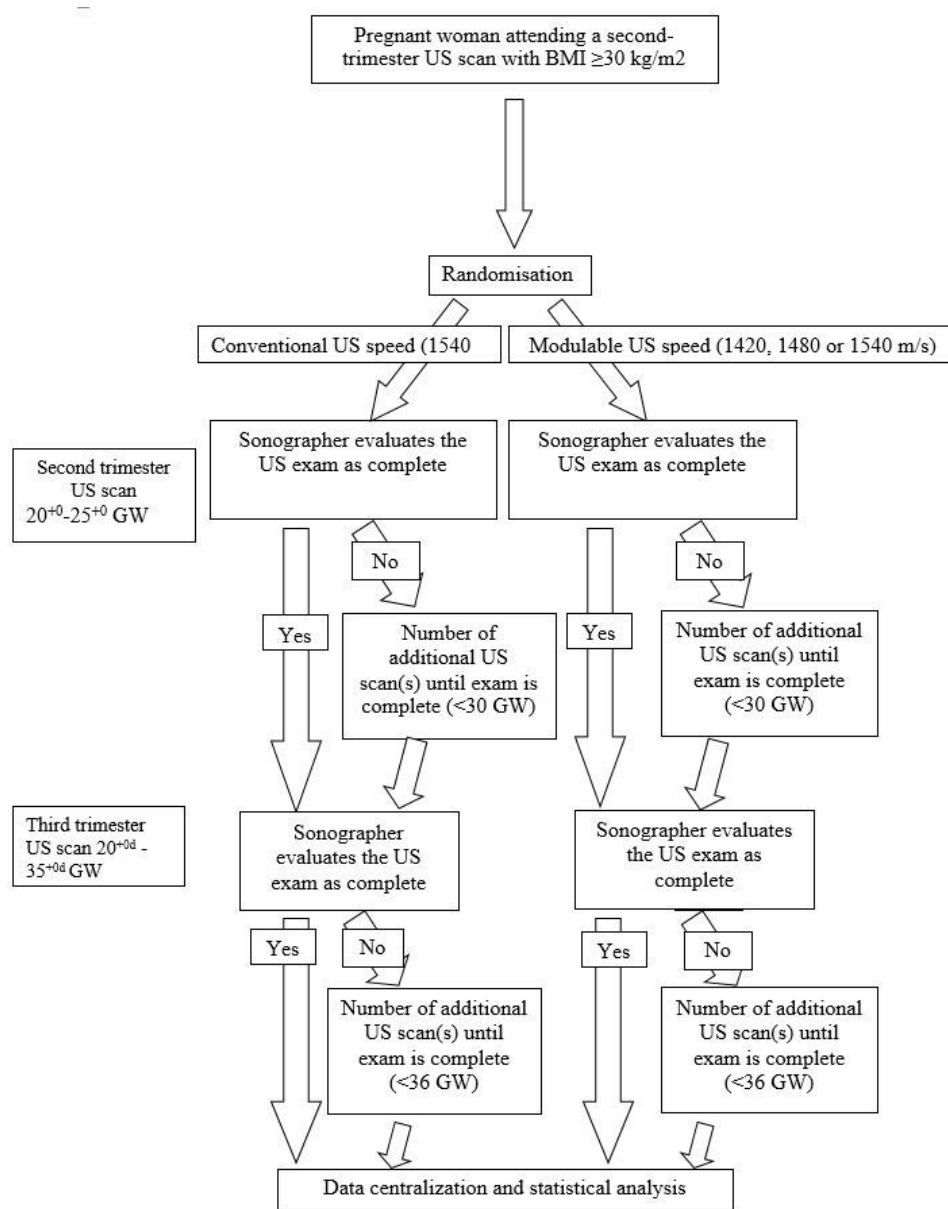 Pregnant woman attending a second-
trimester US scan with BMI ≥30 kg/m2
Randomisation
Conventional US speed (1540
Modulable US speed (1420, 1480 or 1540 m/s)
Second trimester
US scan
20⁺⁰-25⁺⁰ GW
Sonographer evaluates the
US exam as complete
Sonographer evaluates the
US exam as complete
No
No
Yes
Number of
additional US
scan(s) until exam is
complete (<30 GW)
Yes
Number of additional
US scan(s) until
exam is complete
(<30 GW)
Third trimester
US scan 20⁺⁰ᵈ -
35⁺⁰ᵈ GW
Sonographer
evaluates the US
exam as complete
Sonographer evaluates
the US exam as
complete
Yes
No
Yes
No
Number of additional
US scan(s) until
exam is complete
(<36 GW)
Number of additional
US scan(s) until
exam is complete
(<36 GW)
Data centralization and statistical analysis